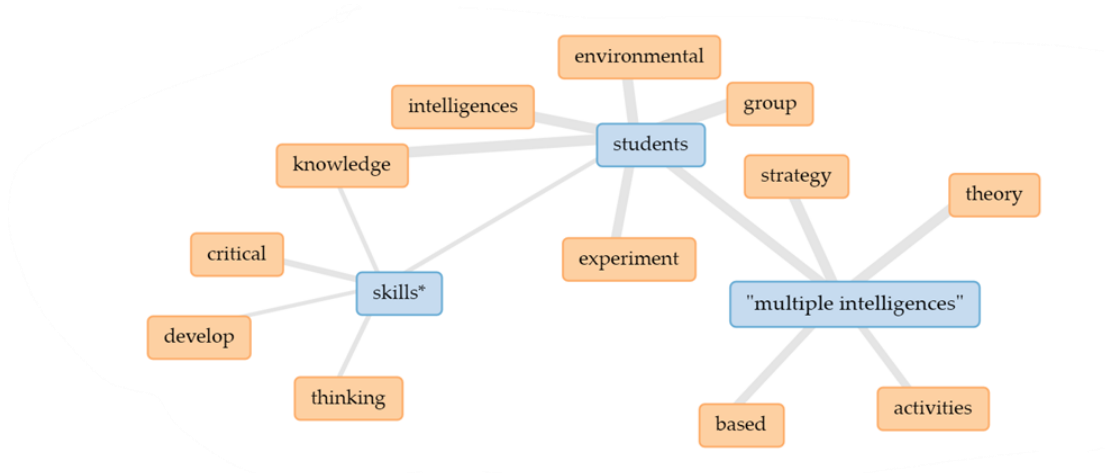 environmental
intelligences
group
students
knowledge
strategy
theory
critical
experiment
skills*
"multiple intelligences"
develop
thinking
activities
based